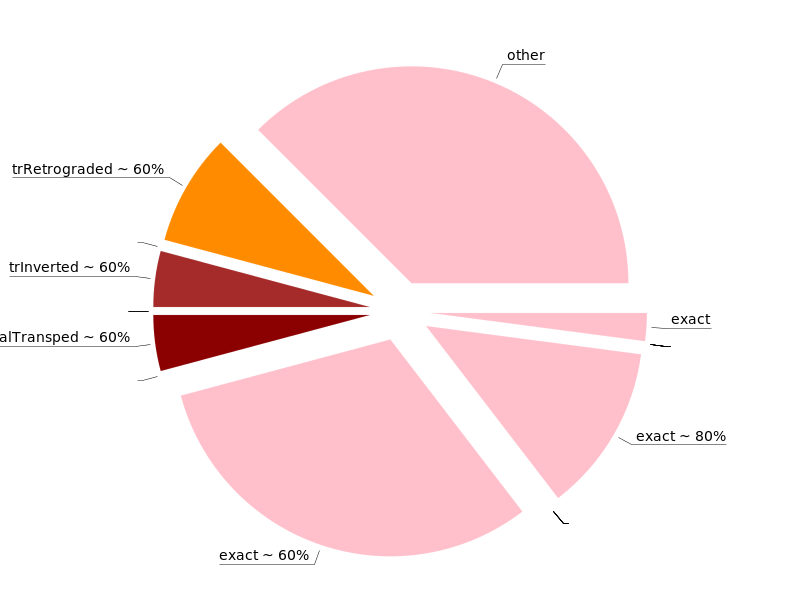 other
trRetrograded ~ 60%
trInverted ~ 60%
exact
alTransped ~ 60%
exact ~ 80%
exact ~ 60%